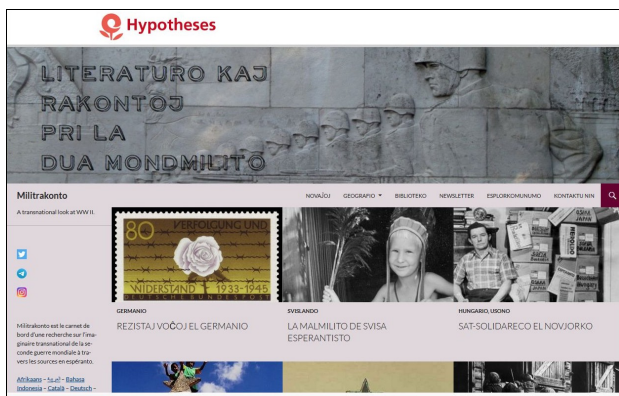 Hypotheses
LITERATURO KAJ
RAKONTOJ
PRI LA
DUA MONDMILITO
Militrakonto
NOVAĴOJ GEOGRAFIO BIBLIOTEKO NEWSLETTER ESPLORKOMUNUMO KONTAKTU NIN
A transnational look at WW II.
80 VERFOLGUNG UND
WIDERSTAND 1933-1945
DEUTSCHE BUNDESPOST
GERMANIO
REZISTAJ VOĈOJ EL GERMANIO
SVISLANDO
LA MALMILITO DE SVISA
ESPERANTISTO
HUNGARIO, USONO
SAT-SOLIDARECO EL NOVJORKO
Militrakonto est le carnet de
bord d'une recherche sur l'ima-
ginaire transnational de la se-
conde guerre mondiale à tra-
vers les sources en espéranto.
Afrikaans – العربية – Bahasa
Indonesia – Català – Deutsch –